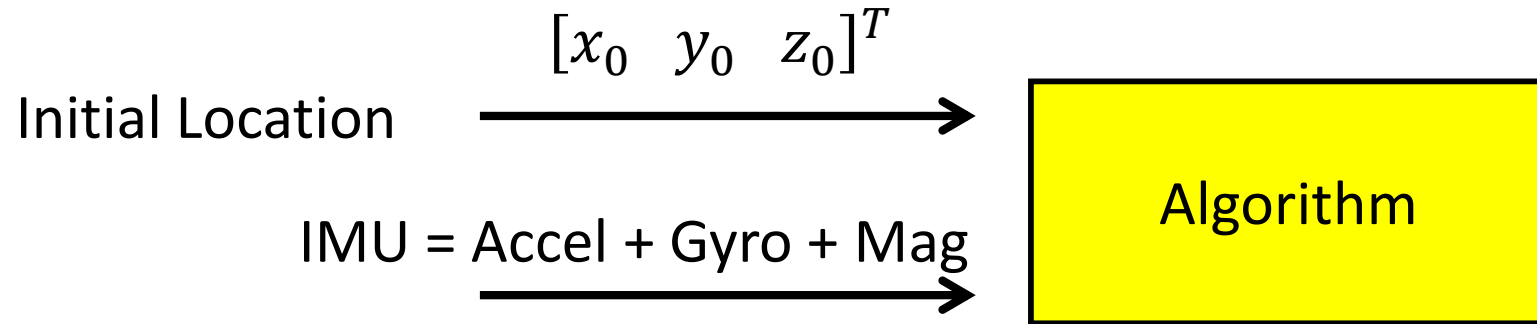 [x₀ y₀ z₀]ᵀ
Initial Location
Algorithm
IMU = Accel + Gyro + Mag